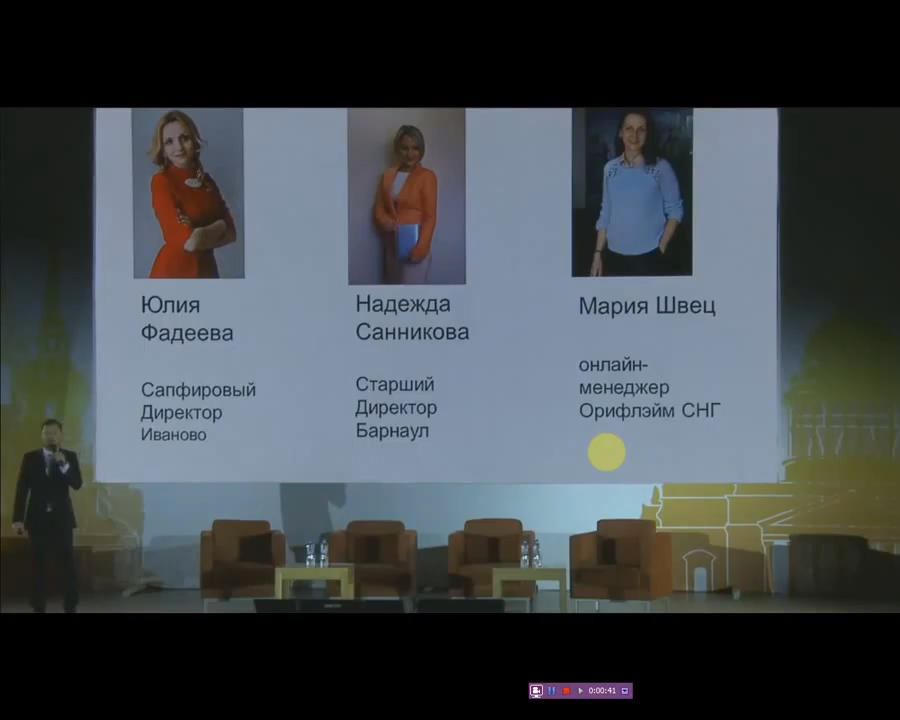 Юлия
Фадеева
Сапфировый
Директор
Иваново
Надежда
Санникова
Старший
Директор
Барнаул
Мария Швец
онлайн-
менеджер
Орифлэйм СНГ
0:00:41